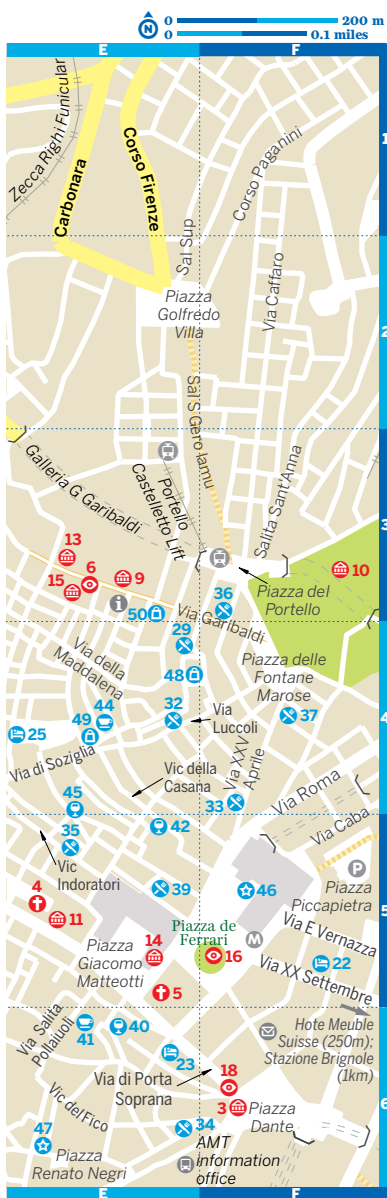 N
0 200 m
0 0.1 miles
E F
1
Zecca Righi Funicular
Carbonara
Corso Firenze
Corso Paganini
Sal Sup
Via Caffaro
2
Piazza
Golfredo
Villa
Sal S Gero Iamu
3
Galleria G Garibaldi
Portello
Castelletto Lift
Salita Sant'Anna
13
6
9
15
i
50
36
10
Piazza del
Portello
Via Garibaldi
29
Via della
Maddalena
48
Piazza delle
Fontane
Marose
4
44
49
32
Via
Luccoli
37
25
Via di Soziglia
Via XXV
Aprile
Vic della
Casana
33
Via Roma
45
42
Via Caba
35
Vic
Indoratori
P
Piazza
Piccapietra
5
4
11
39
46
Piazza de
Ferrari
M
Via E Vernazza
14
16
22
Piazza
Giacomo
Matteotti
Via XX Settembre
5
Via Salita
Pollaiuoli
41
40
Hote Meuble
Suisse (250m);
Stazione Brignole
(1km)
23
18
Via di Porta
Soprana
6
3
Piazza
Dante
Vic del Fico
34
47
Piazza
Renato Negri
AMT
information
office
E F